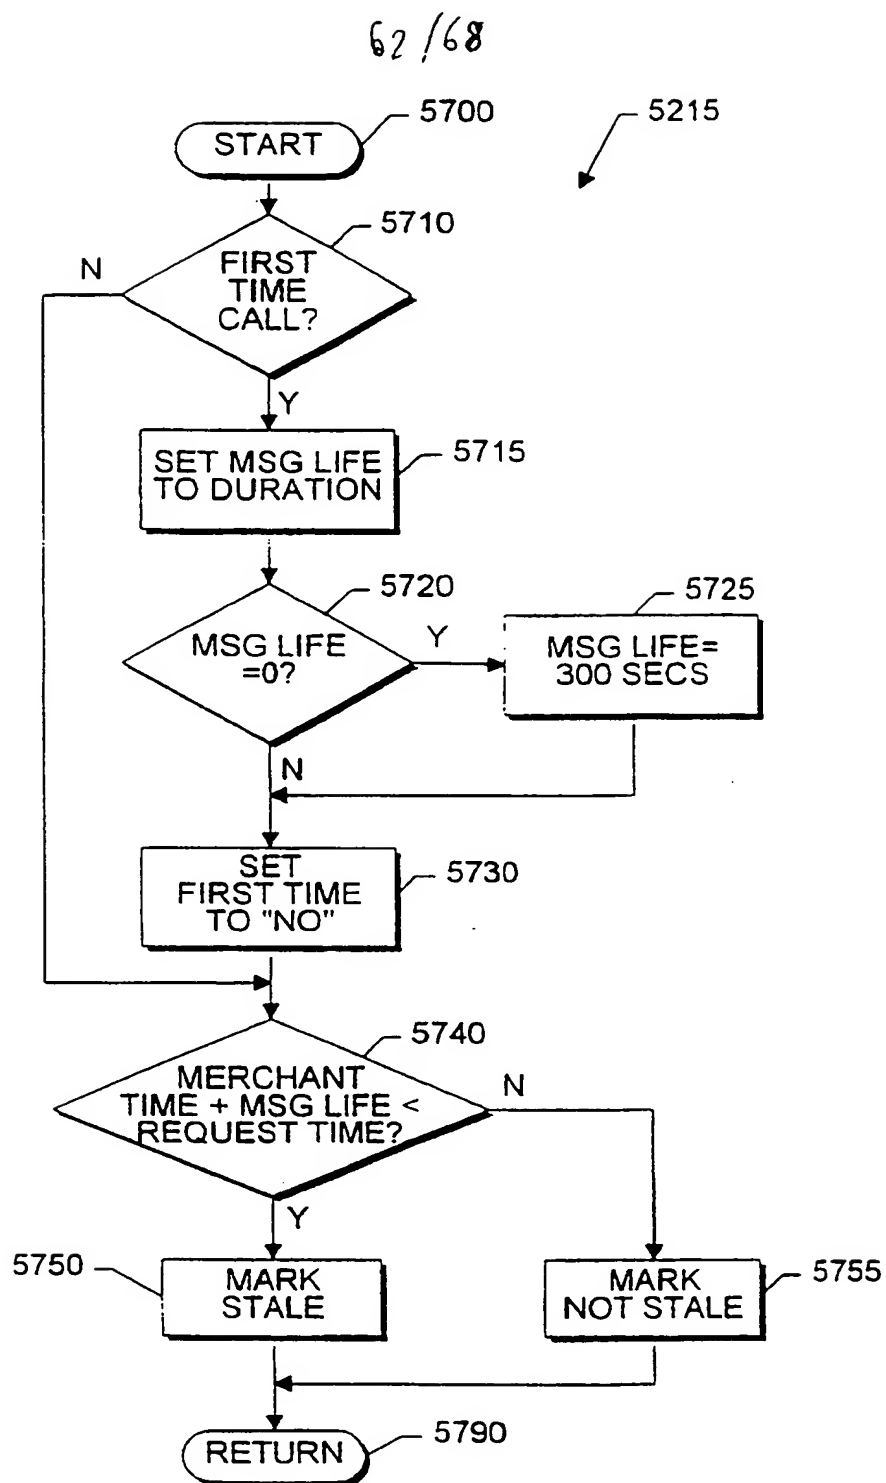 62/68
5700
5215
START
5710
N
FIRST
TIME
CALL?
Y
5715
SET MSG LIFE
TO DURATION
5720
5725
MSG LIFE
=0?
Y
MSG LIFE=
300 SECS
N
SET
FIRST TIME
TO "NO"
5730
5740
MERCHANT
TIME + MSG LIFE <
REQUEST TIME?
N
Y
5750
MARK
STALE
MARK
NOT STALE
5755
RETURN
5790